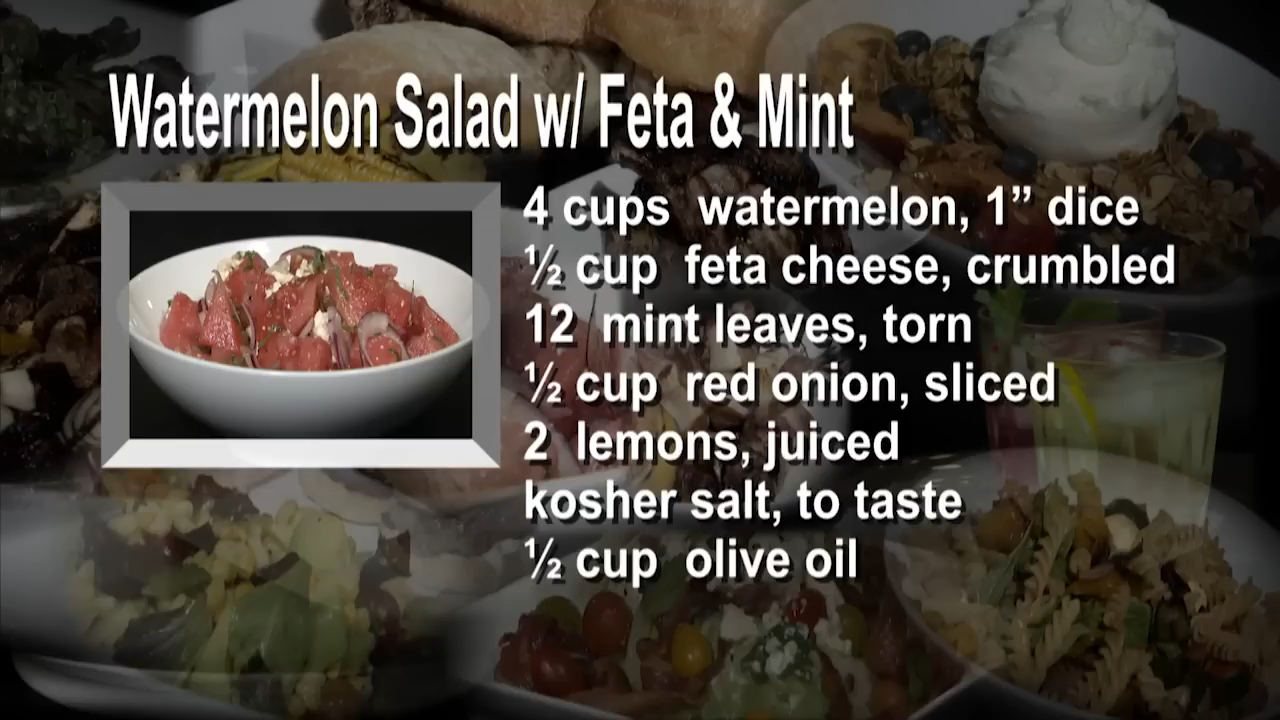 Watermelon Salad w/ Feta & Mint
4 cups watermelon, 1” dice
½ cup feta cheese, crumbled
12 mint leaves, torn
½ cup red onion, sliced
2 lemons, juiced
kosher salt, to taste
½ cup olive oil